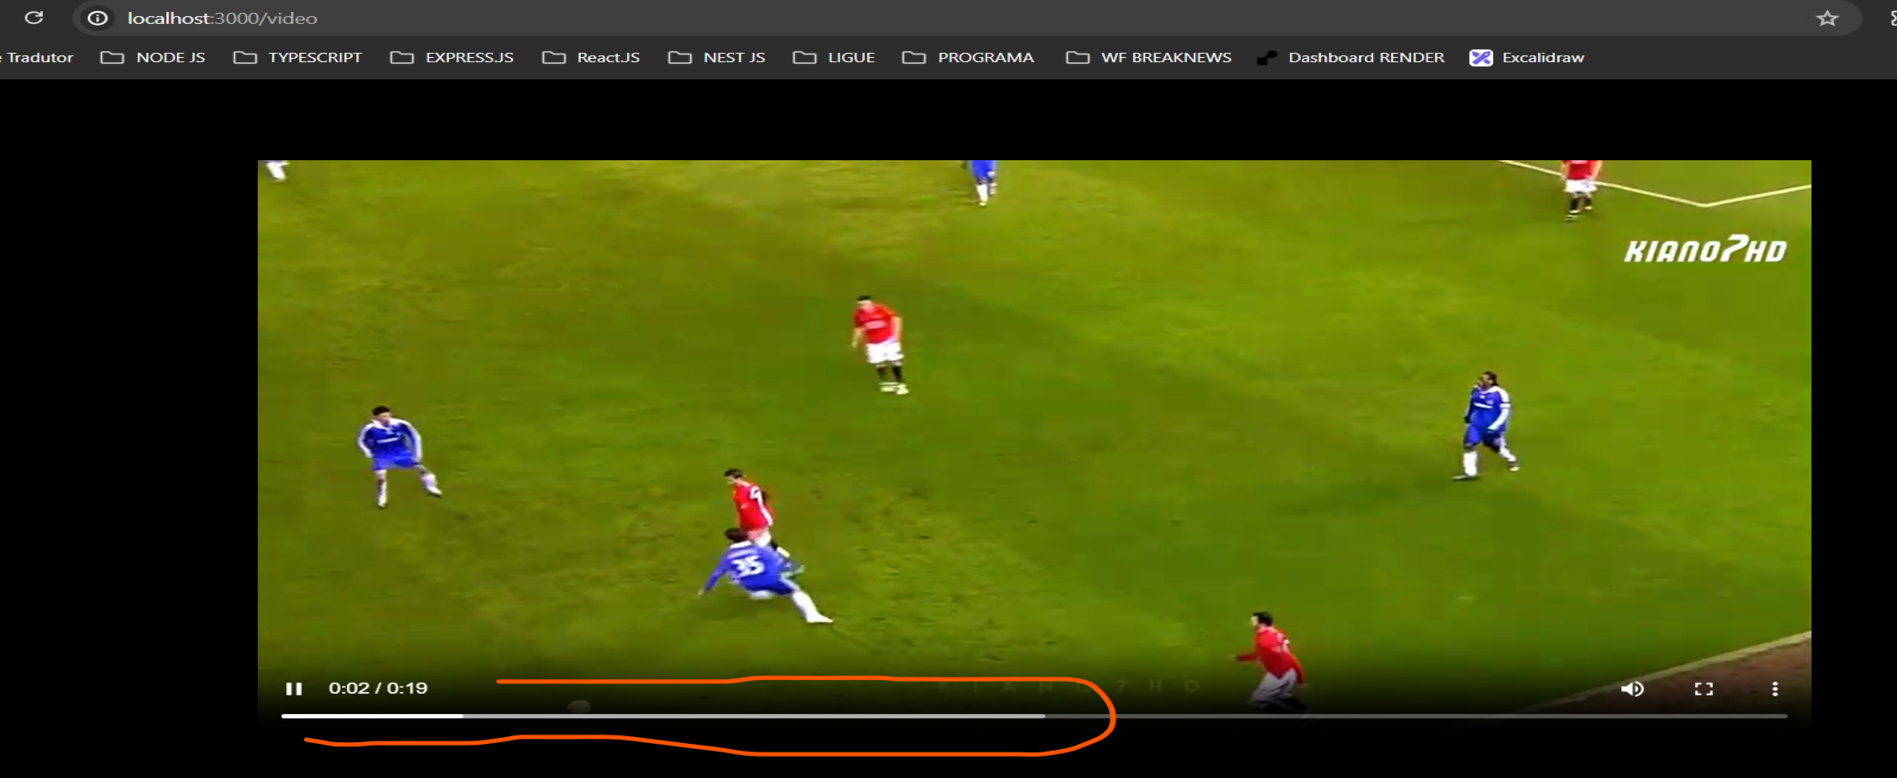 localhost:3000/video
e Tradutor NODE JS TYPESCRIPT EXPRESS.JS React.JS NEST JS LIGUE PROGRAMA WF BREAKNEWS Dashboard RENDER Excalidraw
KIANO7HD
35
KIANO7HD
0:02 / 0:19